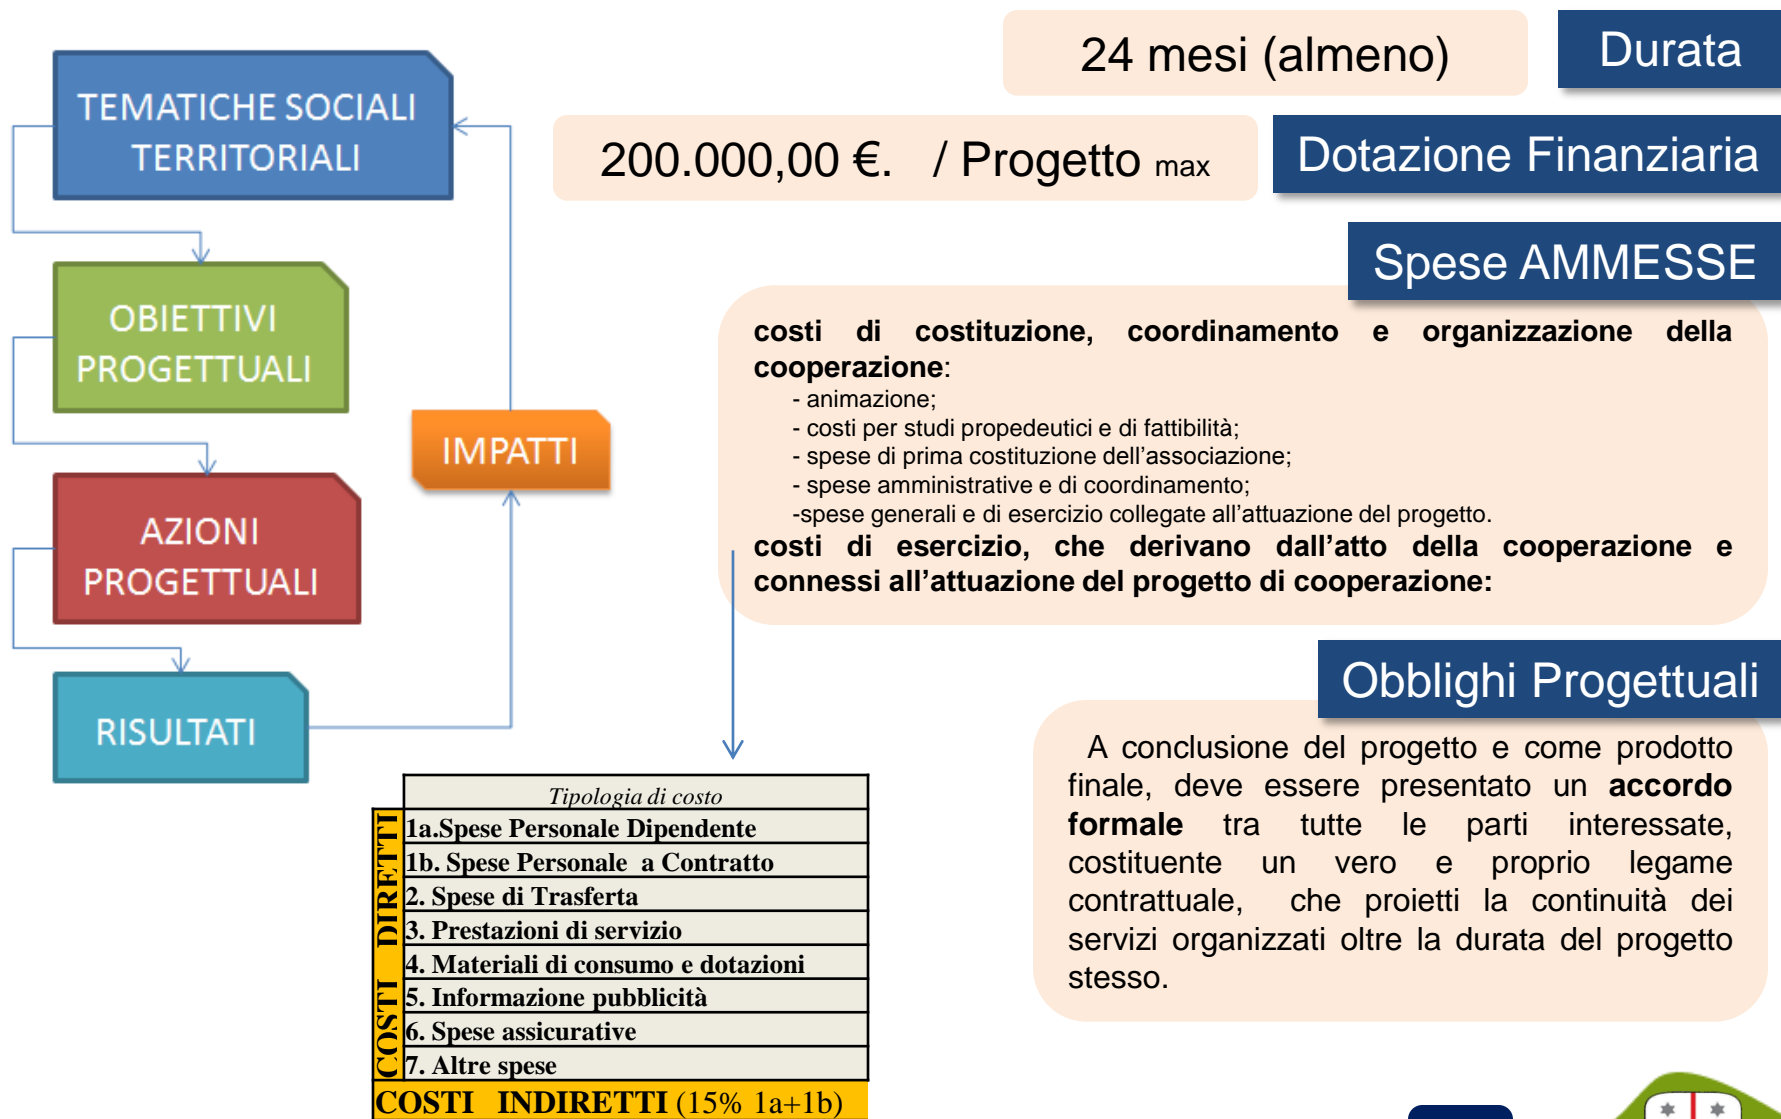 24 mesi (almeno)
Durata
TEMATICHE SOCIALI
TERRITORIALI
200.000,00 €. / Progetto max
Dotazione Finanziaria
Spese AMMESSE
OBIETTIVI
PROGETTUALI
costi di costituzione, coordinamento e organizzazione della
cooperazione:
- animazione;
- costi per studi propedeutici e di fattibilità;
- spese di prima costituzione dell'associazione;
- spese amministrative e di coordinamento;
-spese generali e di esercizio collegate all'attuazione del progetto.
costi di esercizio, che derivano dall'atto della cooperazione e
connessi all'attuazione del progetto di cooperazione:
IMPATTI
AZIONI
PROGETTUALI
RISULTATI
Obblighi Progettuali
A conclusione del progetto e come prodotto
finale, deve essere presentato un accordo
formale tra tutte le parti interessate,
costituente un vero e proprio legame
contrattuale, che proietti la continuità dei
servizi organizzati oltre la durata del progetto
stesso.
Tipologia di costo
COSTI DIRETTI
1a.Spese Personale Dipendente
1b. Spese Personale a Contratto
2. Spese di Trasferta
3. Prestazioni di servizio
4. Materiali di consumo e dotazioni
5. Informazione pubblicità
6. Spese assicurative
7. Altre spese
COSTI INDIRETTI (15% 1a+1b)